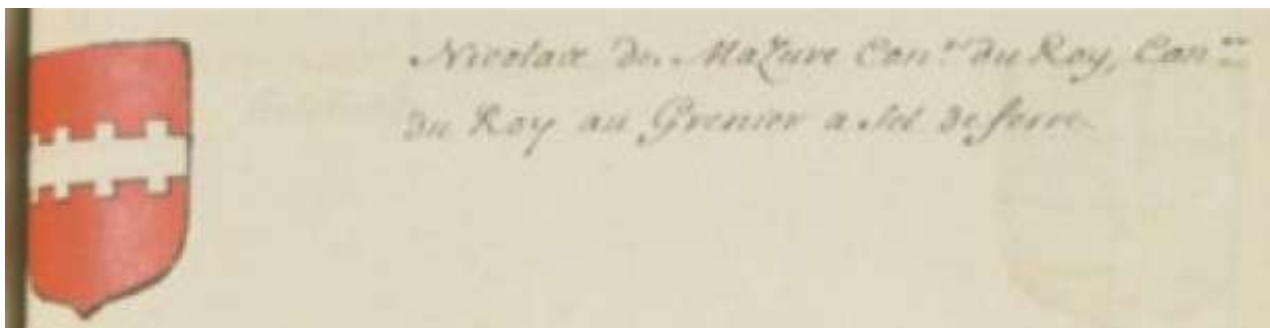 Nicolas de Mazure Con.er du Roy, Con.er
du Roy au Grenier a sel de ferre.